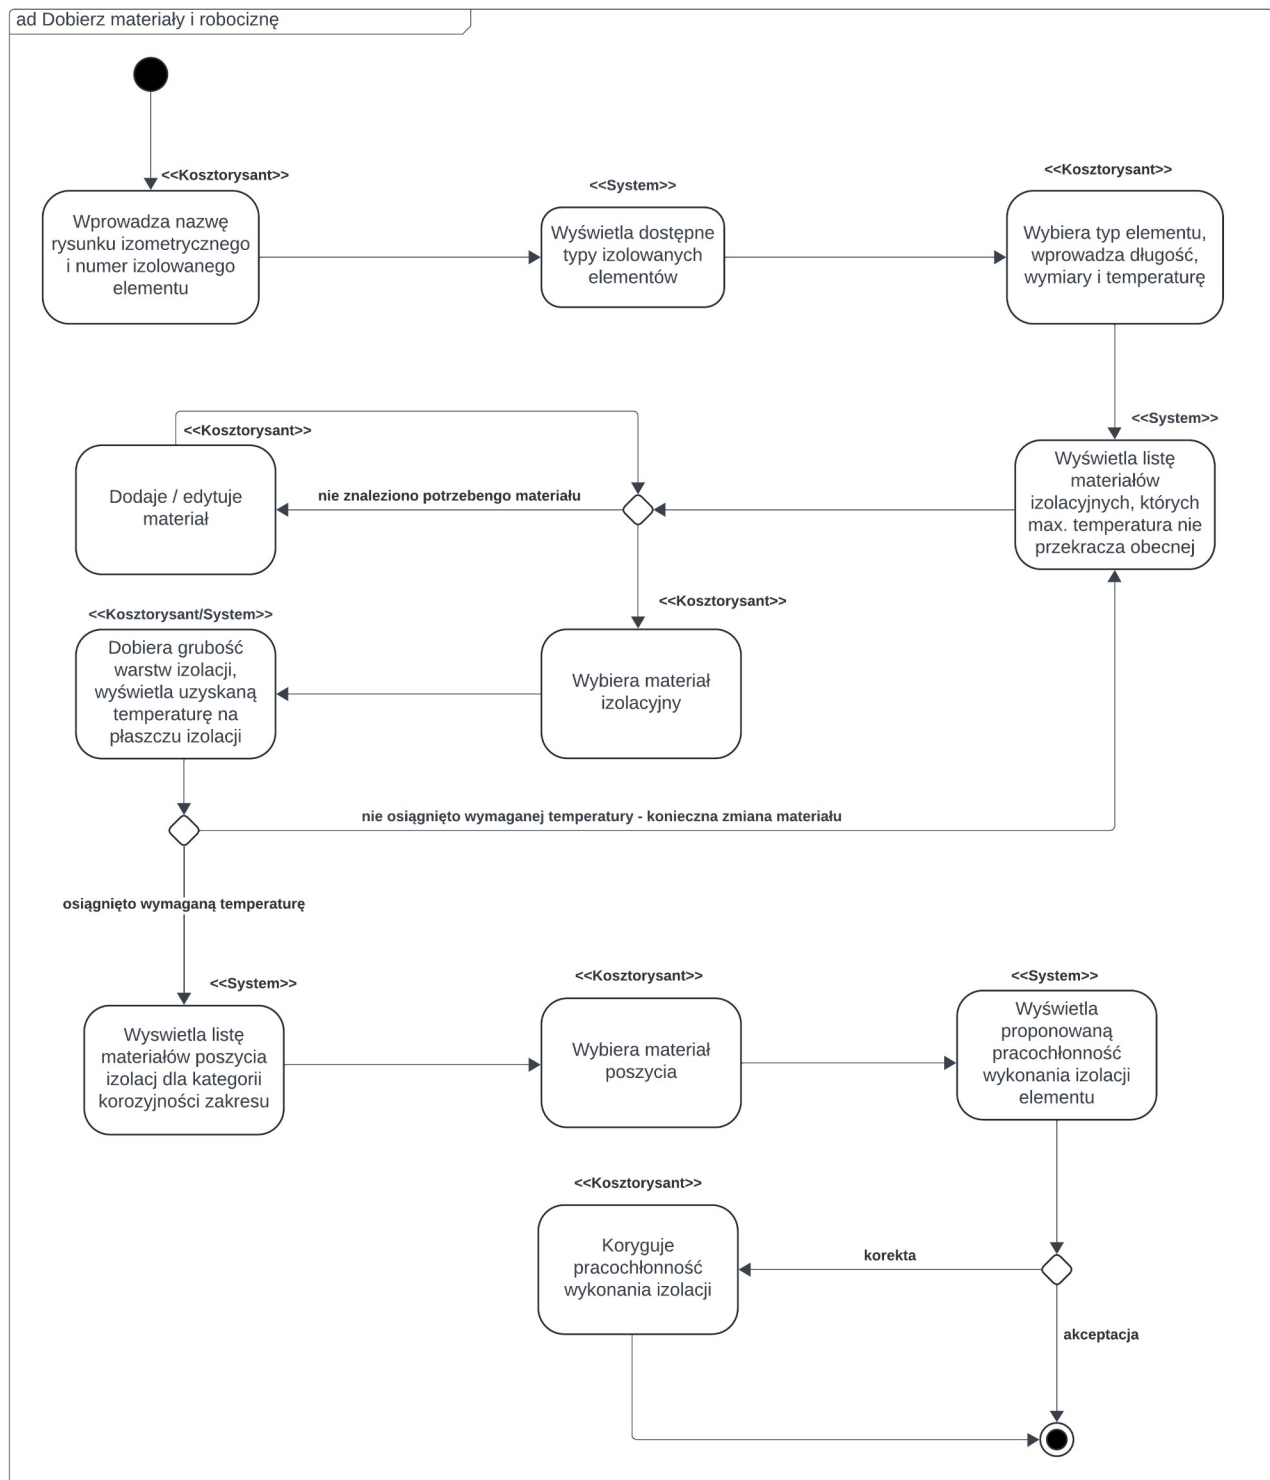 ad Dobierz materiały i robociznę
<<Kosztorysant>>
Wprowadza nazwę
rysunku izometrycznego
i numer izolowanego
elementu
<<System>>
Wyświetla dostępne
typy izolowanych
elementów
<<Kosztorysant>>
Wybiera typ elementu,
wprowadza długość,
wymiary i temperaturę
<<System>>
Wyświetla listę
materiałów
izolacyjnych, których
max. temperatura nie
przekracza obecnej
<<Kosztorysant>>
Dodaje / edytuje
materiał
nie znaleziono potrzebengo materiału
<<Kosztorysant>>
Wybiera materiał
izolacyjny
<<Kosztorysant/System>>
Dobiera grubość
warstw izolacji,
wyświetla uzyskaną
temperaturę na
płaszczu izolacji
nie osiągnięto wymaganej temperatury - konieczna zmiana materiału
osiągnięto wymaganą temperaturę
<<System>>
Wyswietla listę
materiałów poszycia
izolacj dla kategorii
korozyjności zakresu
<<Kosztorysant>>
Wybiera materiał
poszycia
<<System>>
Wyświetla
proponowaną
pracochłonność
wykonania izolacji
elementu
<<Kosztorysant>>
Koryguje
pracochłonność
wykonania izolacji
korekta
akceptacja